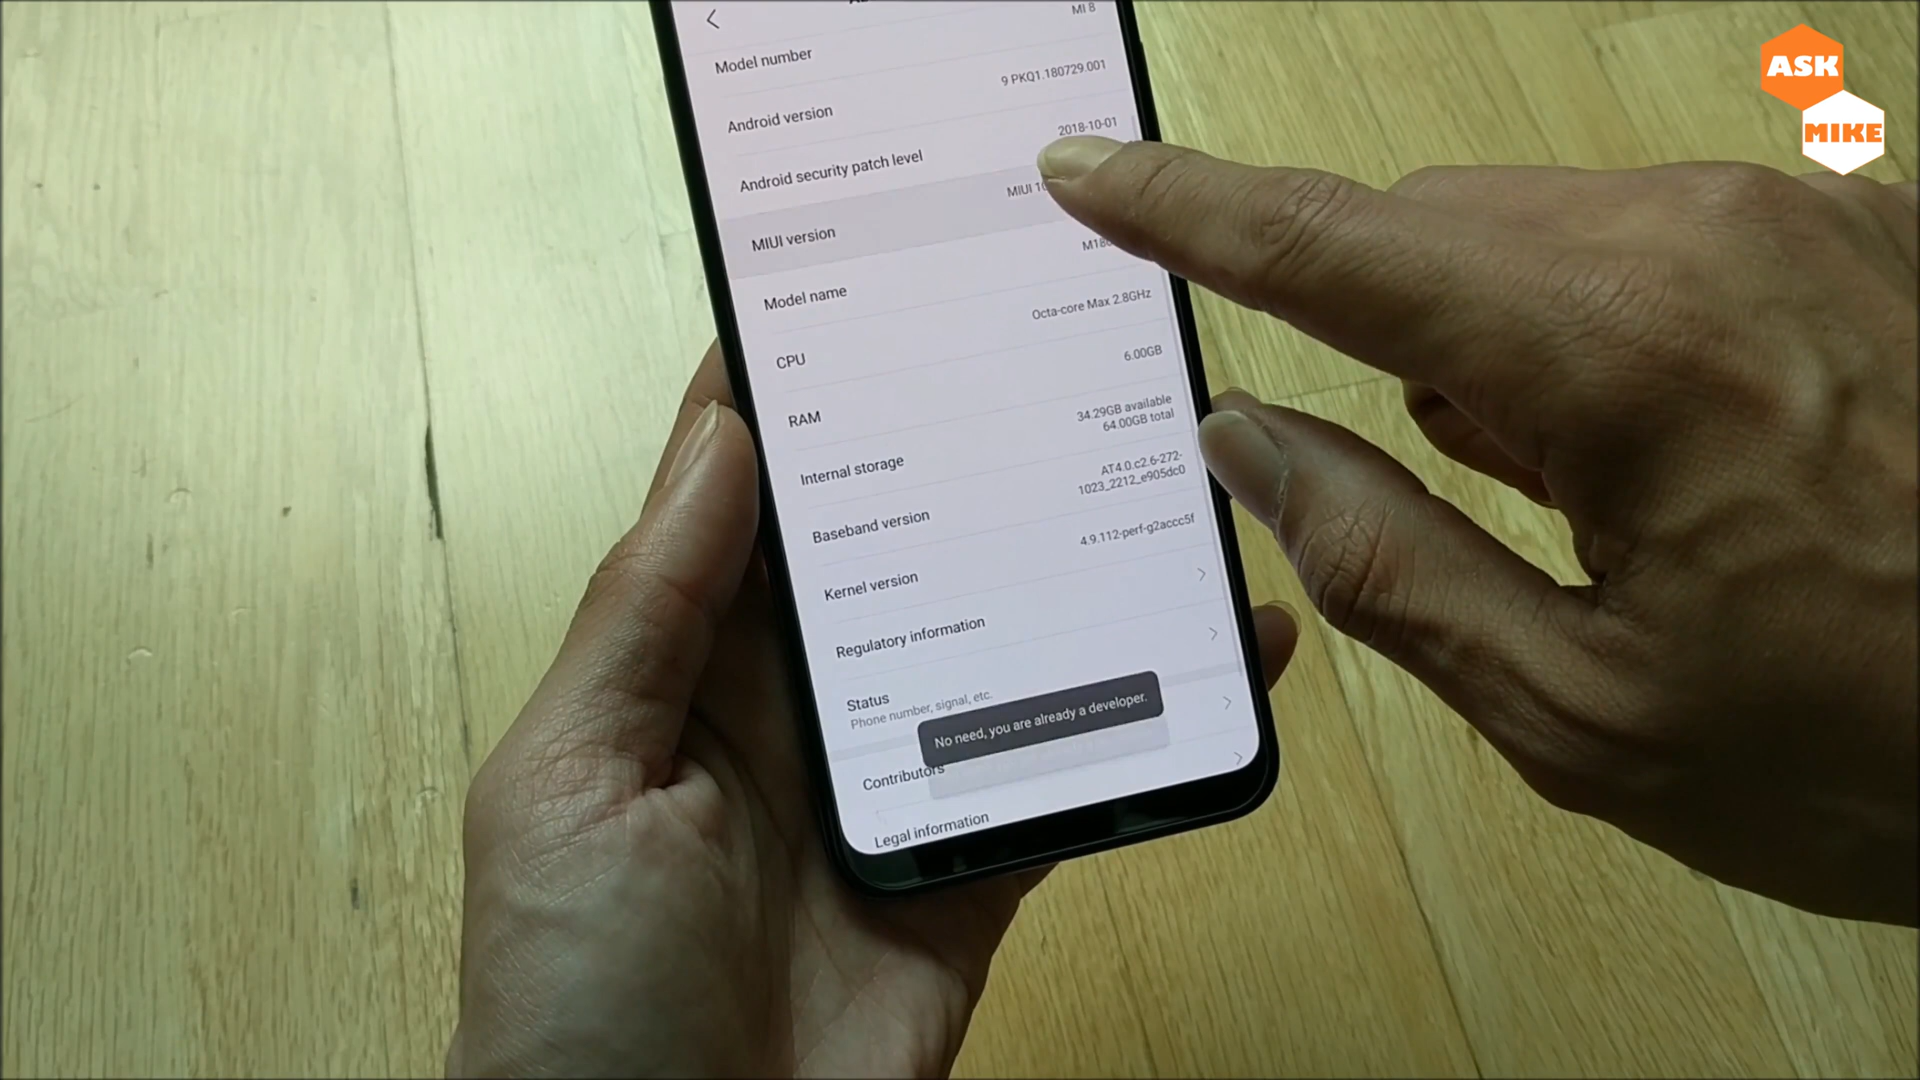 MI 8
Model number
9 PKQ1.180729.001
Android version
2018-10-01
Android security patch level
MIUI version
Model name
Octa-core Max 2.8GHz
CPU
6.00GB
RAM
34.29GB available
64.00GB total
Internal storage
AT4.0.c2.6-272-
1023_2212_e905dc0
Baseband version
4.9.112-perf-g2accc5f
Kernel version
Regulatory information
Status
Phone number, signal, etc.
No need, you are already a developer.
Contributors
Legal information
ASK
MIKE